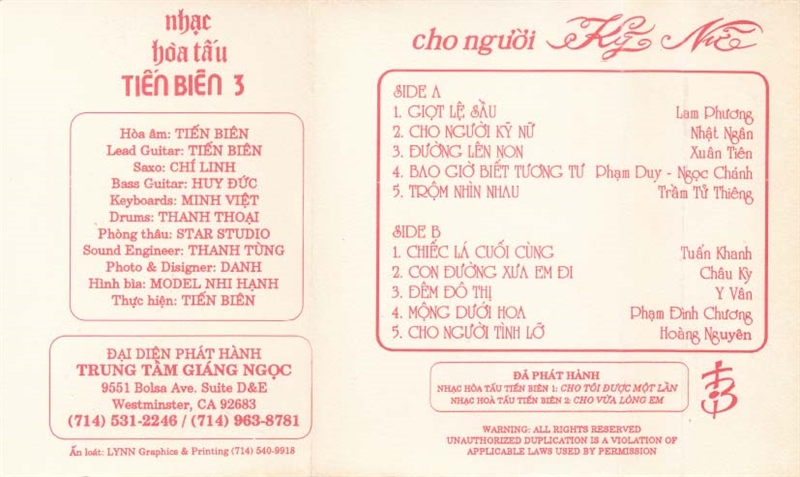 nhạc
hòa tấu
TIẾN BIÊN 3
Hòa âm: TIẾN BIÊN
Lead Guitar: TIẾN BIÊN
Saxo: CHÍ LINH
Bass Guitar: HUY ĐỨC
Keyboards: MINH VIỆT
Drums: THANH THOẠI
Phòng thâu: STAR STUDIO
Sound Engineer: THANH TÙNG
Photo & Disigner: DANH
Hình bìa: MODEL NHI HẠNH
Thực hiện: TIẾN BIÊN
ĐẠI DIỆN PHÁT HÀNH
TRUNG TÂM GIÁNG NGỌC
9551 Bolsa Ave. Suite D&E
Westminster, CA 92683
(714) 531-2246 / (714) 963-8781
Ấn loát: LYNN Graphics & Printing (714) 540-9918
cho người Kỹ Nữ
SIDE A
1. GIỌT LỆ SẦU Lam Phương
2. CHO NGƯỜI KỸ NỮ Nhật Ngân
3. ĐƯỜNG LÊN NON Xuân Tiên
4. BAO GIỜ BIẾT TƯƠNG TƯ Phạm Duy - Ngọc Chánh
5. TRỘM NHÌN NHAU Trầm Tử Thiêng
SIDE B
1. CHIẾC LÁ CUỐI CÙNG Tuấn Khanh
2. CON ĐƯỜNG XƯA EM ĐI Châu Kỳ
3. ĐÊM ĐÔ THỊ Y Vân
4. MỘNG DƯỚI HOA Phạm Đình Chương
5. CHO NGƯỜI TÌNH LỠ Hoàng Nguyên
ĐÃ PHÁT HÀNH
NHẠC HÒA TẤU TIẾN BIÊN 1: CHO TÔI ĐƯỢC MỘT LẦN
NHẠC HOÀ TẤU TIẾN BIÊN 2: CHO VỪA LÒNG EM
WARNING: ALL RIGHTS RESERVED
UNAUTHORIZED DUPLICATION IS A VIOLATION OF
APPLICABLE LAWS USED BY PERMISSION